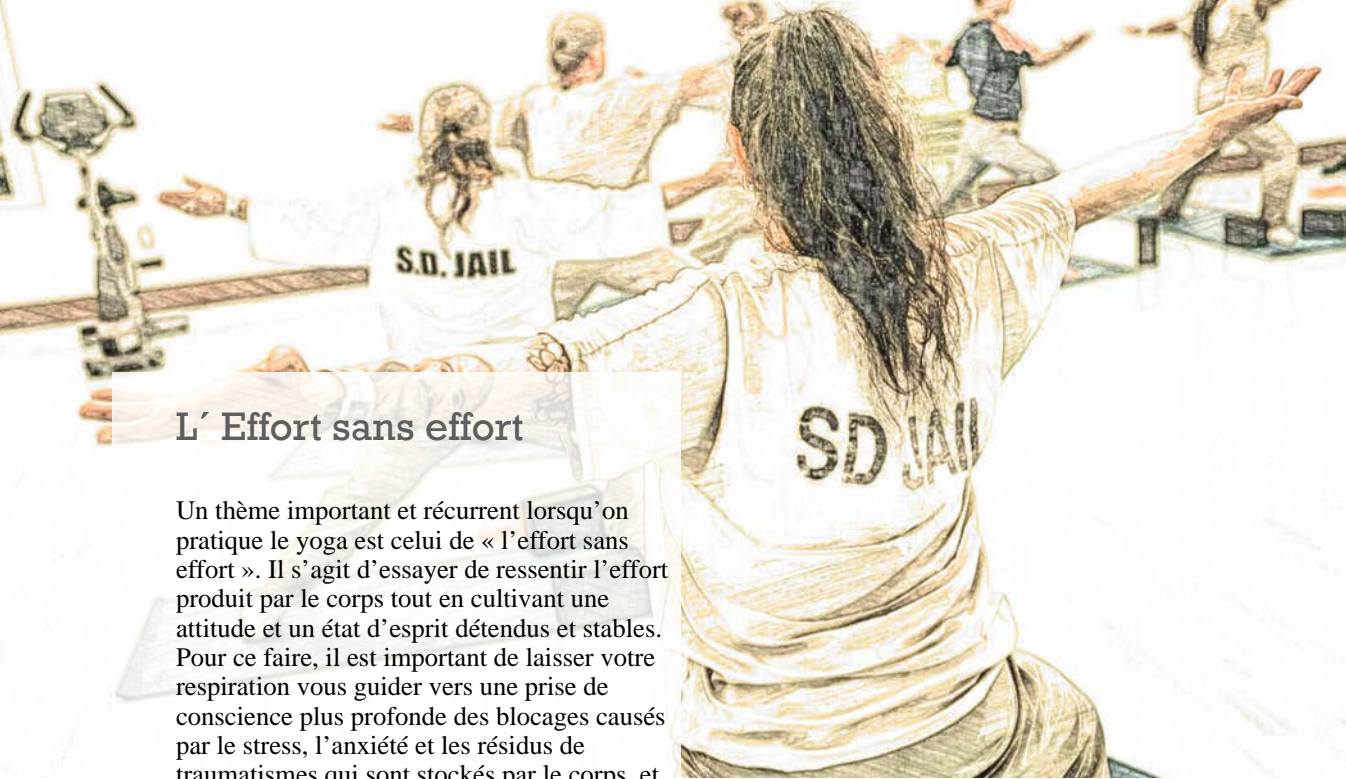 S.D. JAIL
SD JAIL
L´ Effort sans effort
Un thème important et récurrent lorsqu’on
pratique le yoga est celui de « l’effort sans
effort ». Il s’agit d’essayer de ressentir l’effort
produit par le corps tout en cultivant une
attitude et un état d’esprit détendus et stables.
Pour ce faire, il est important de laisser votre
respiration vous guider vers une prise de
conscience plus profonde des blocages causés
par le stress, l’anxiété et les résidus de
traumatismes qui sont stockés par le corps, et